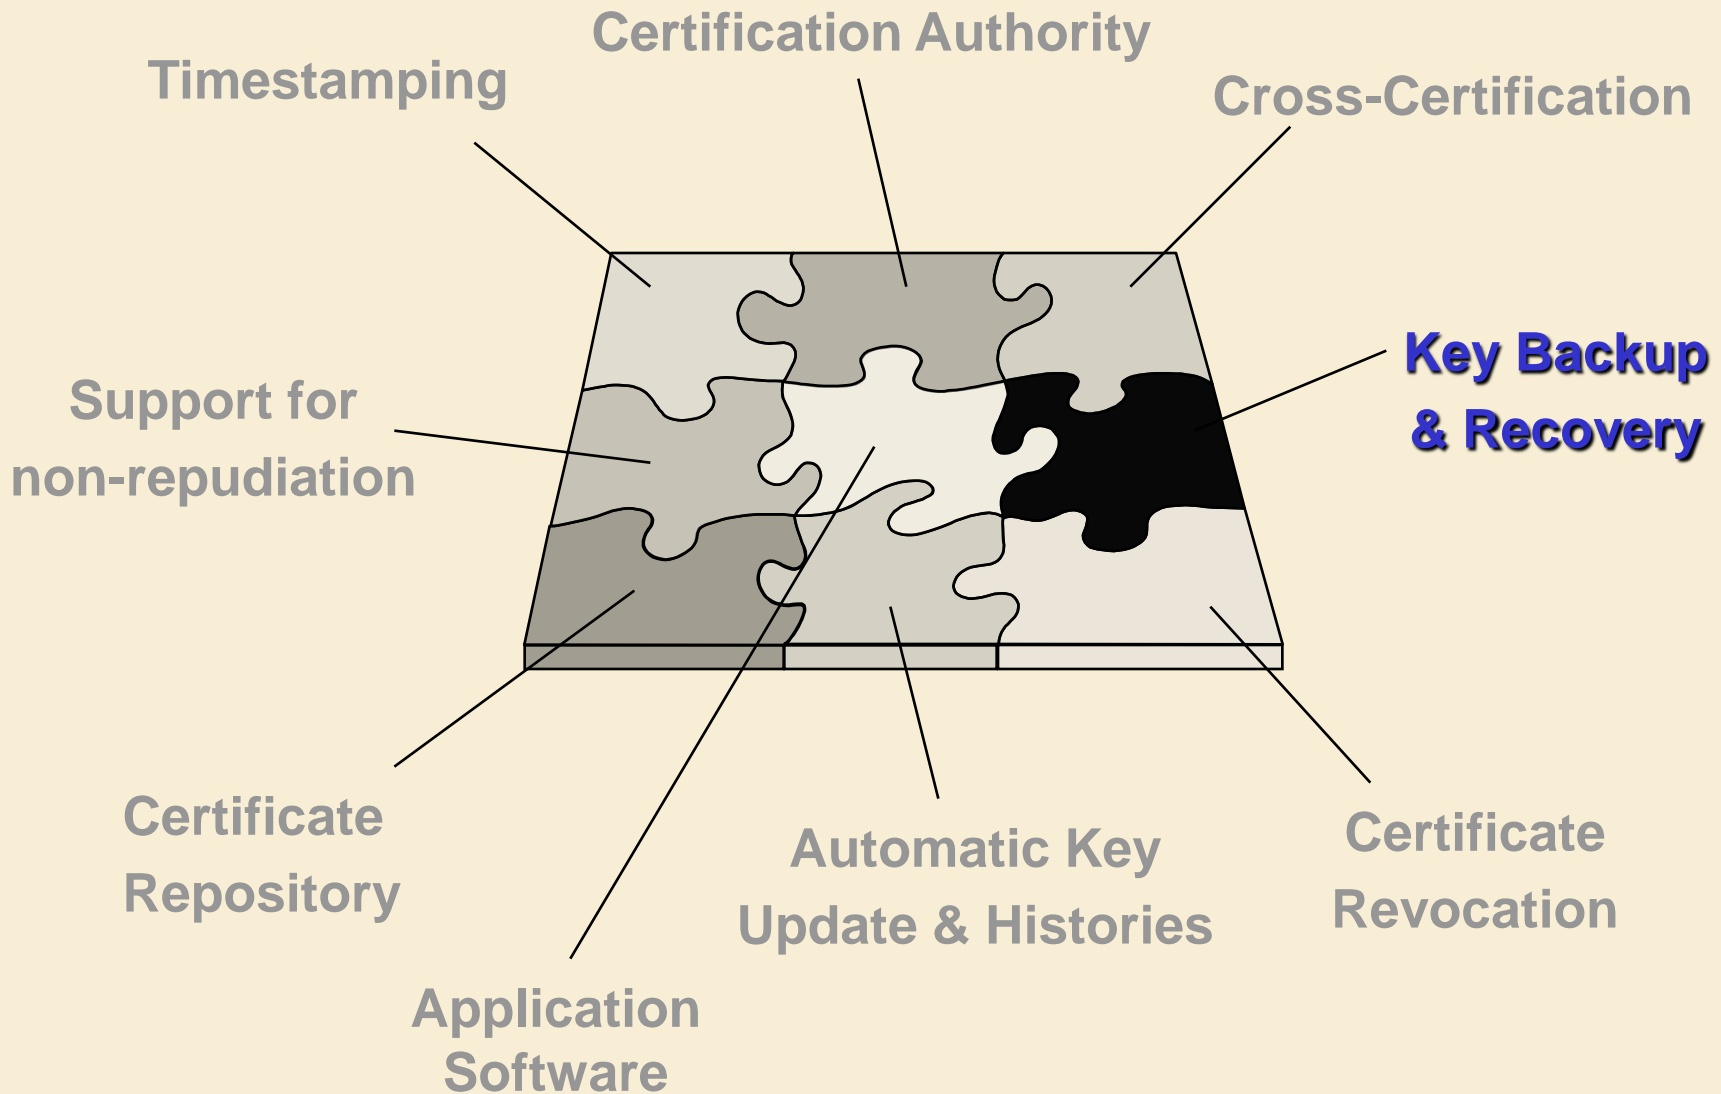 Certification Authority
Timestamping
Cross-Certification
Key Backup
& Recovery
Support for
non-repudiation
Certificate
Repository
Automatic Key
Update & Histories
Certificate
Revocation
Application
Software